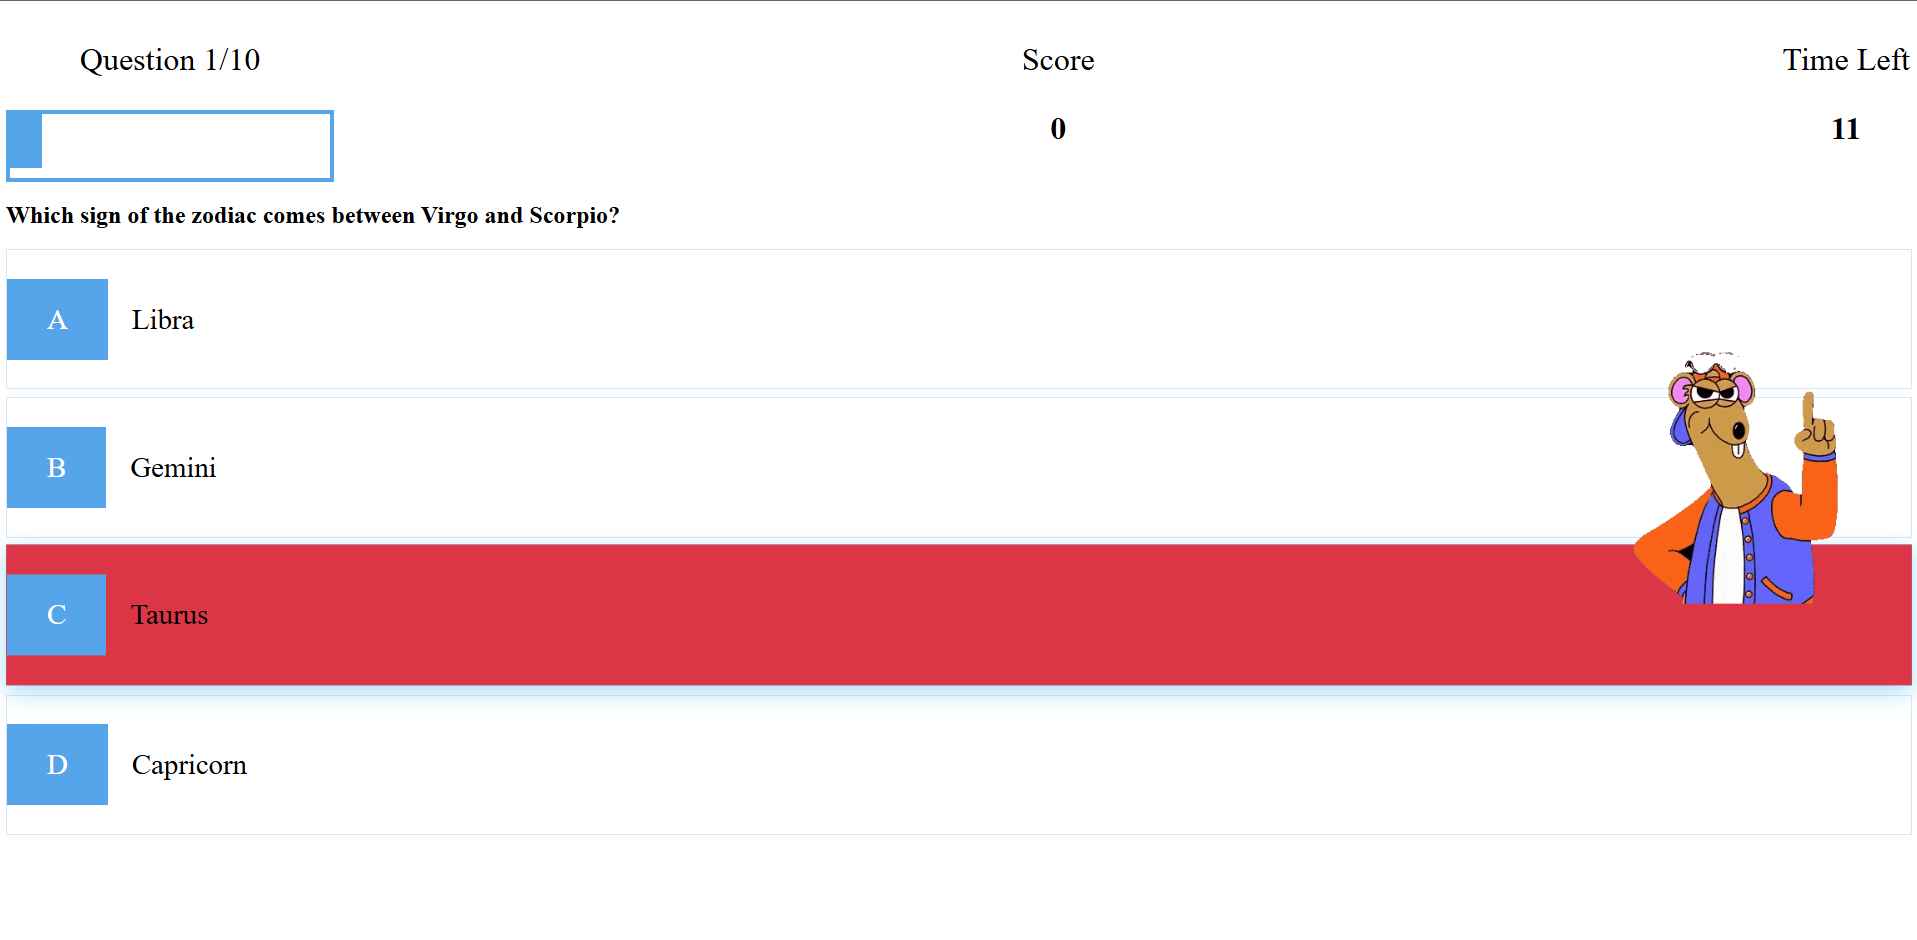 Question 1/10
Score
0
Time Left
11
Which sign of the zodiac comes between Virgo and Scorpio?
A Libra
B Gemini
C Taurus
D Capricorn